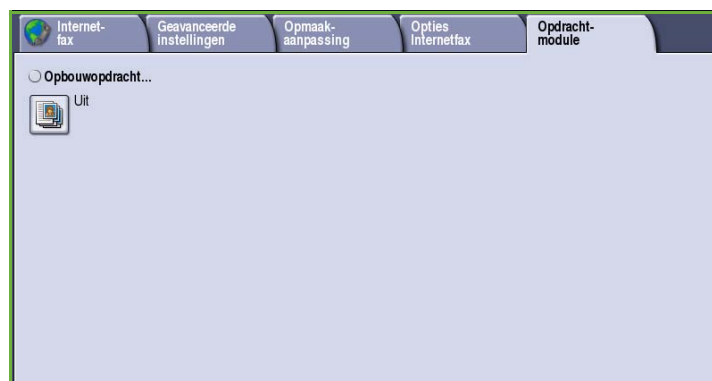 Internet-
fax
Geavanceerde
instellingen
Opmaak-
aanpassing
Opties
Internetfax
Opdracht-
module
Opbouwopdracht...
Uit